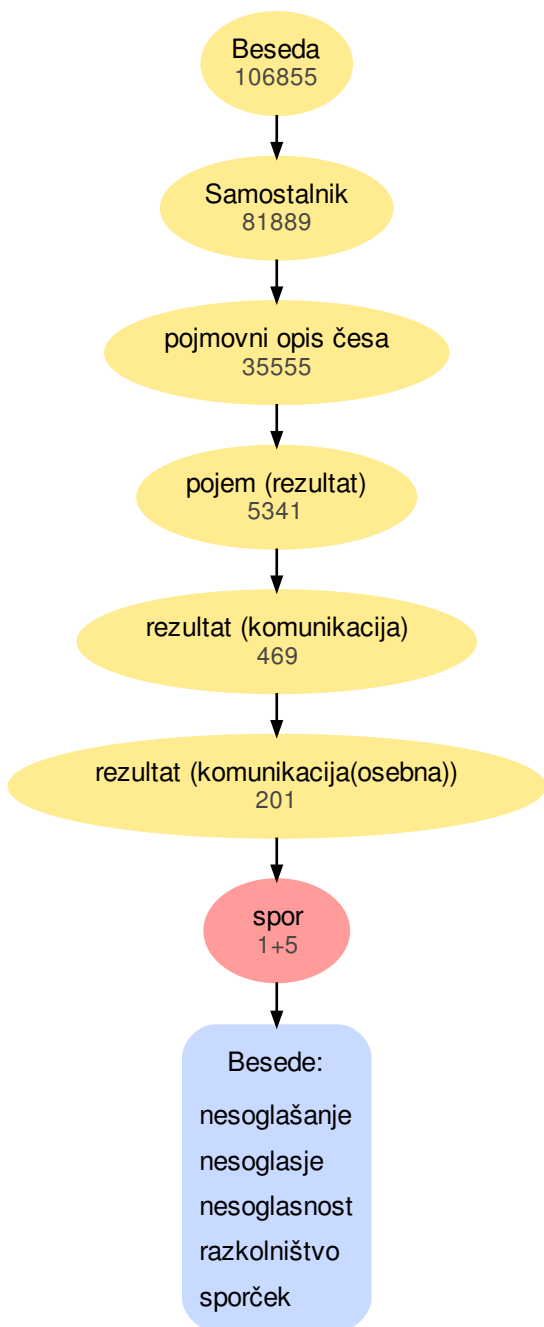 Beseda
106855
Samostalnik
81889
pojmovni opis česa
35555
pojem (rezultat)
5341
rezultat (komunikacija)
469
rezultat (komunikacija(osebna))
201
spor
1+5
Besede:
nesoglašanje
nesoglasje
nesoglasnost
razkolništvo
sporček